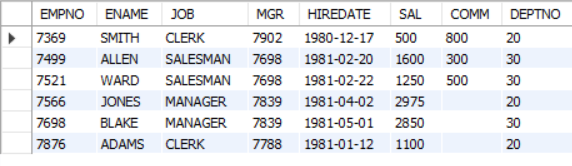 EMPNO ENAME JOB MGR HIREDATE SAL COMM DEPTNO
7369 SMITH CLERK 7902 1980-12-17 500 800 20
7499 ALLEN SALESMAN 7698 1981-02-20 1600 300 30
7521 WARD SALESMAN 7698 1981-02-22 1250 500 30
7566 JONES MANAGER 7839 1981-04-02 2975 20
7698 BLAKE MANAGER 7839 1981-05-01 2850 30
7876 ADAMS CLERK 7788 1981-01-12 1100 20